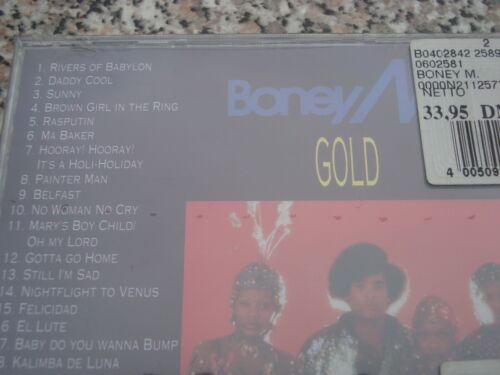 1 Rivers of Babylon
2 Daddy Cool
3 Sunny
4 Brown Girl in the Ring
5 Rasputin
6 Ma Baker
7 Hooray! Hooray!
It's a Holi-Holiday
8 Painter Man
9 Belfast
10 No Woman No Cry
11 Mary's Boy Child/
Oh my Lord
12 Gotta go Home
13 Still I'm Sad
14 Nightflight to Venus
15 Felicidad
6 El Lute
7 Baby do you wanna Bump
8 Kalimba de Luna
Boney M
GOLD
2
B0402842 2589
0602581
BONEY M.
0000N2112571
NETTO
33,95 DM
4 00509